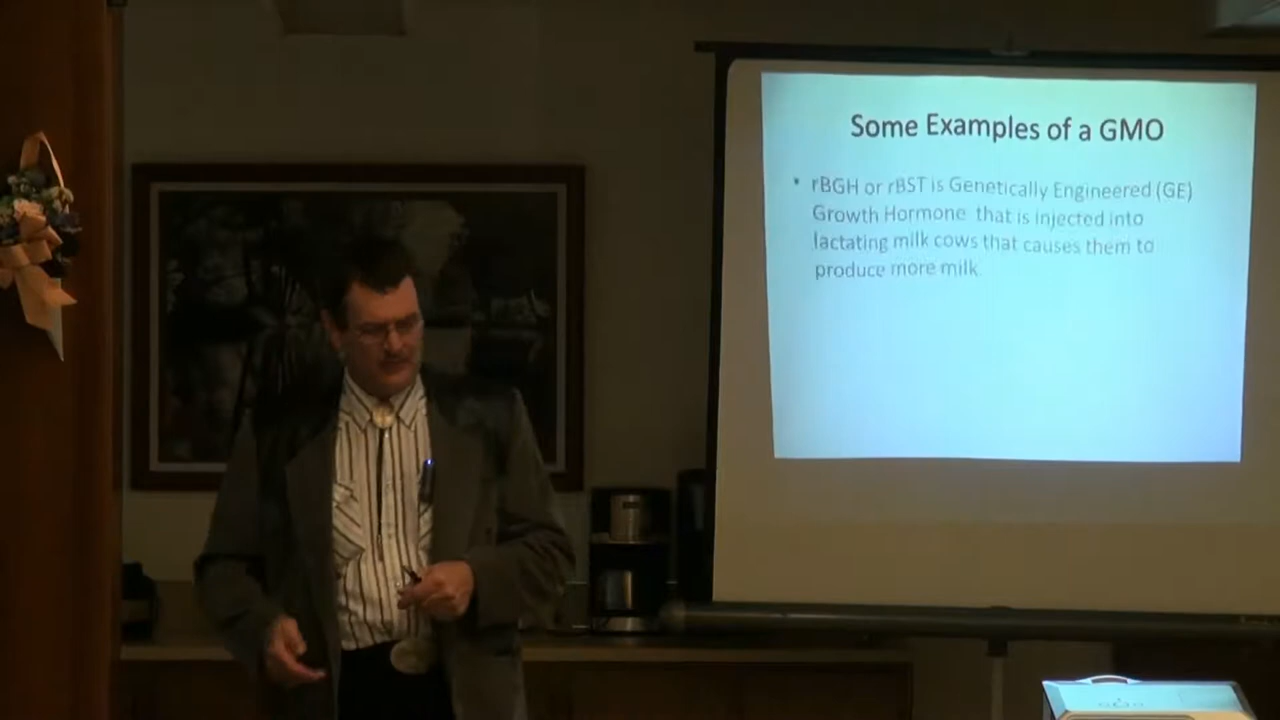 Some Examples of a GMO
• rBGH or rBST is Genetically Engineered (GE)
Growth Hormone that is injected into
lactating milk cows that causes them to
produce more milk